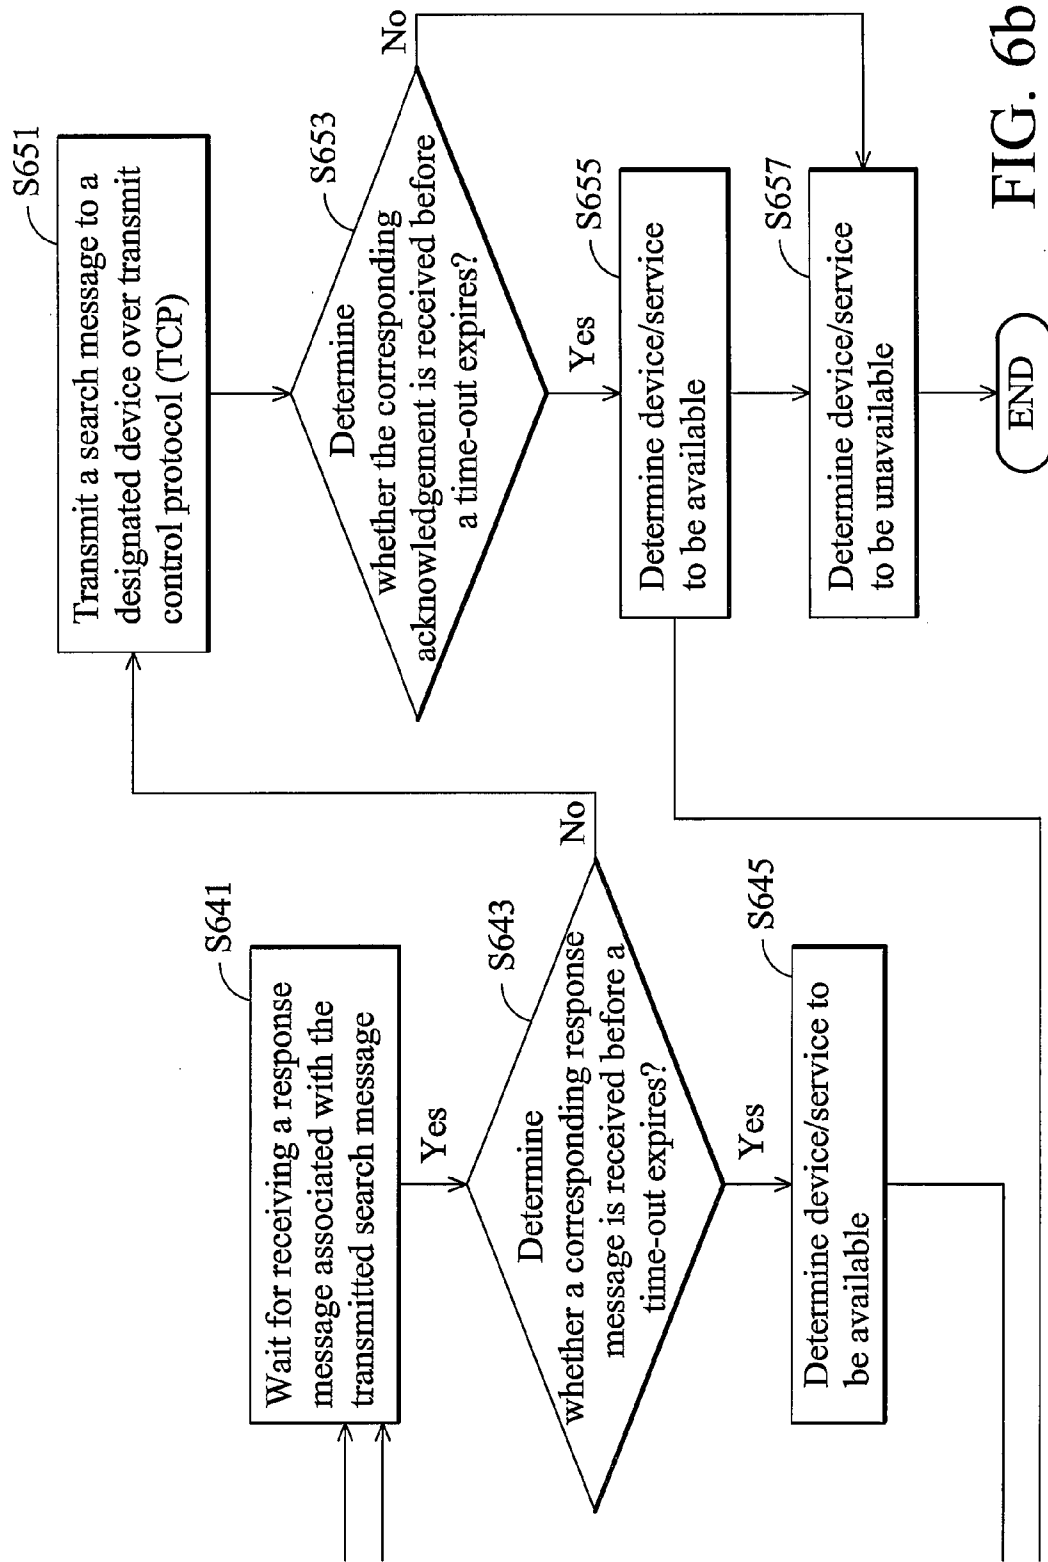 S641
Wait for receiving a response
message associated with the
transmitted search message
Yes
S643
Determine
whether a corresponding response
message is received before a
time-out expires?
No
Yes
S645
Determine device/service to
be available
S651
Transmit a search message to a
designated device over transmit
control protocol (TCP)
S653
Determine
whether the corresponding
acknowledgement is received before
a time-out expires?
No
Yes
S655
Determine device/service
to be available
S657
Determine device/service
to be unavailable
END
FIG. 6b